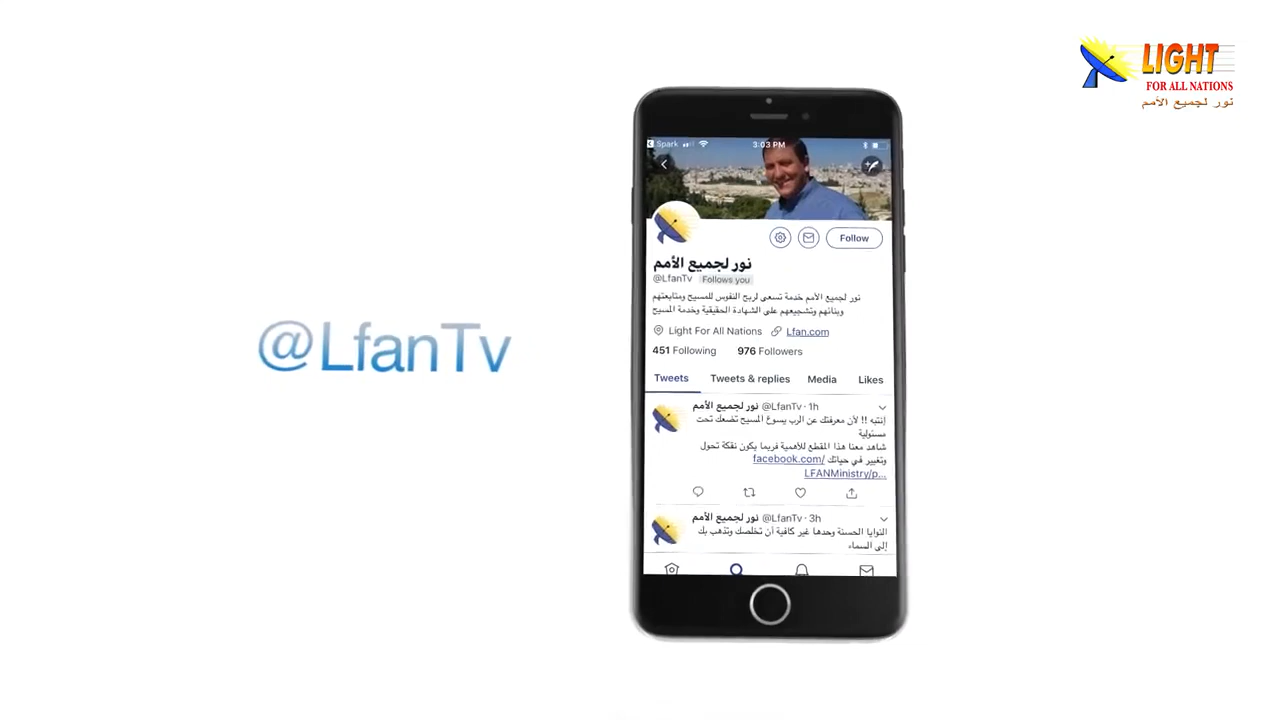 LIGHT
FOR ALL NATIONS
نور لجميع الأمم
@LfanTv
Spark
3:03 PM
Follow
نور لجميع الأمم
@LfanTv Follows you
نور لجميع الأمم خدمة تسعى لربح النفوس للمسيح ومتابعتهم
وبنائهم وتشجيعهم على الشهادة الحقيقية وخدمة المسيح
Light For All Nations Lfan.com
451 Following 976 Followers
Tweets Tweets & replies Media Likes
نور لجميع الأمم @LfanTv · 1h
إنتبه !! لأن معرفتك عن الرب يسوع المسيح تضعك تحت
مسئولية
شاهد معنا هذا المقطع للأهمية فربما يكون نقكة تحول
وتغيير في حياتك facebook.com/
LFANMinistry/p...
نور لجميع الأمم @LfanTv · 3h
النوايا الحسنة وحدها غير كافية أن تخلصك وتذهب بك
إلى السماء